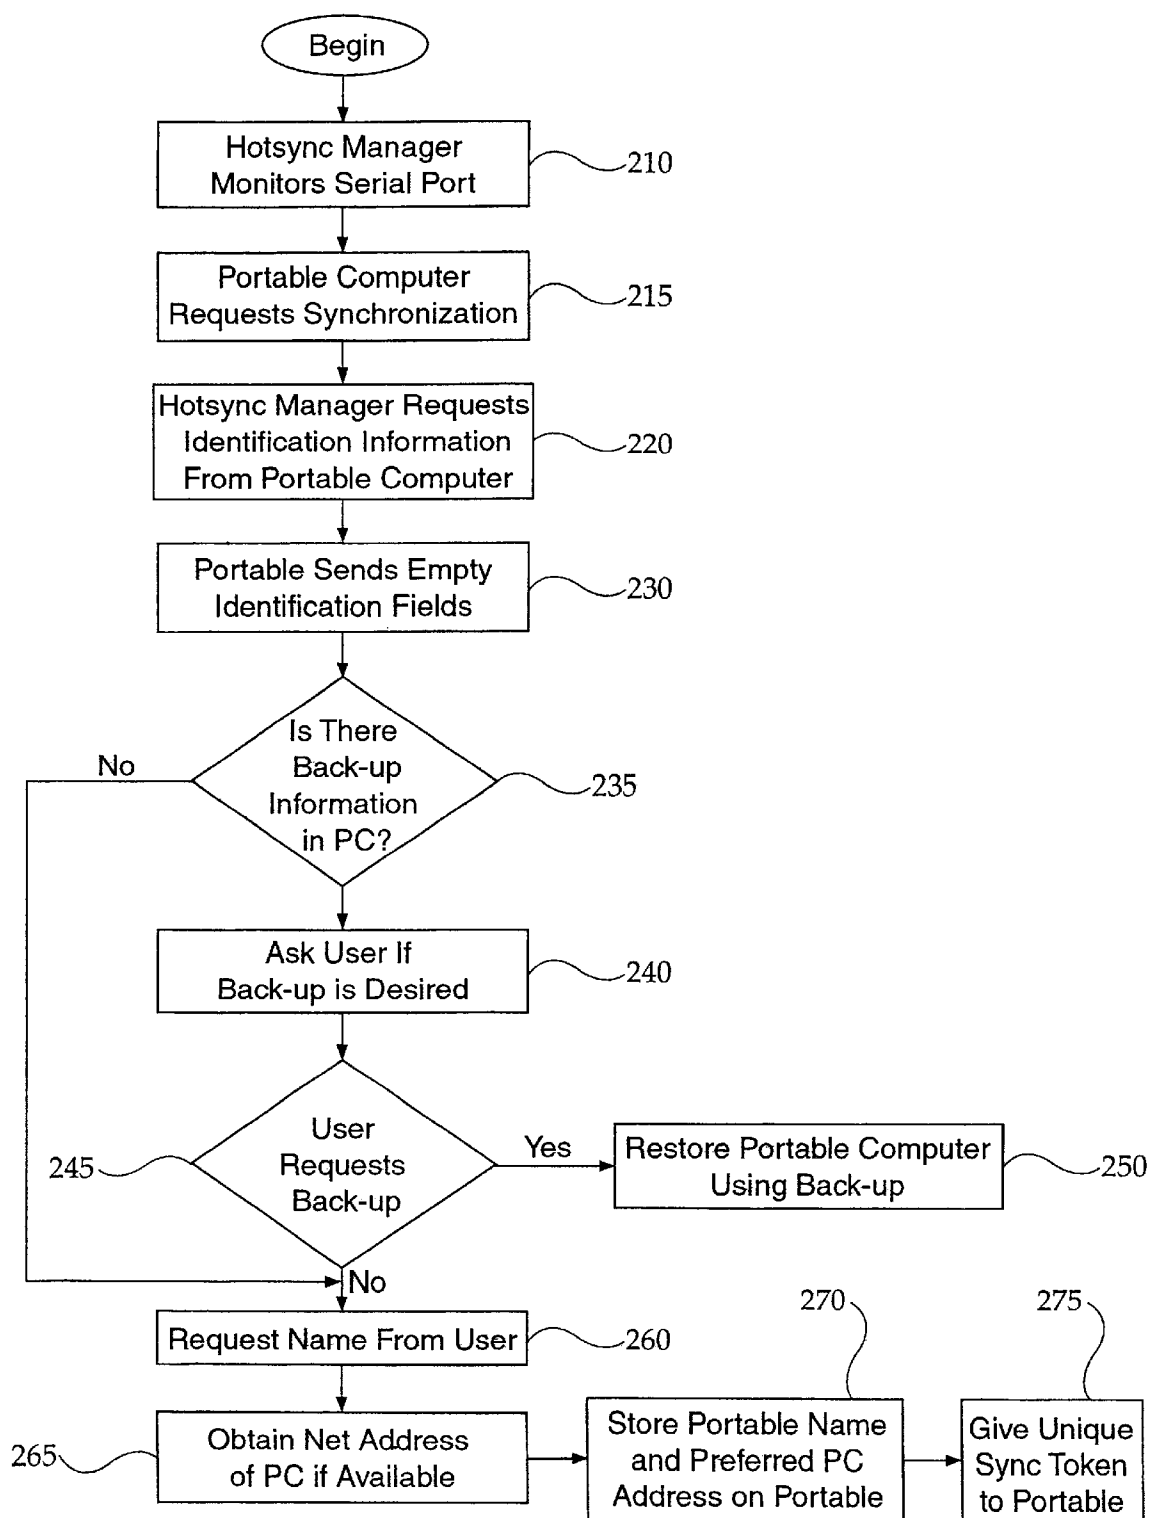 Begin
Hotsync Manager
Monitors Serial Port
210
Portable Computer
Requests Synchronization
215
Hotsync Manager Requests
Identification Information
From Portable Computer
220
Portable Sends Empty
Identification Fields
230
Is There
Back-up
Information
in PC?
No
235
Ask User If
Back-up is Desired
240
User
Requests
Back-up
245
Yes
Restore Portable Computer
Using Back-up
250
No
Request Name From User
260
Obtain Net Address
of PC if Available
265
Store Portable Name
and Preferred PC
Address on Portable
270
Give Unique
Sync Token
to Portable
275